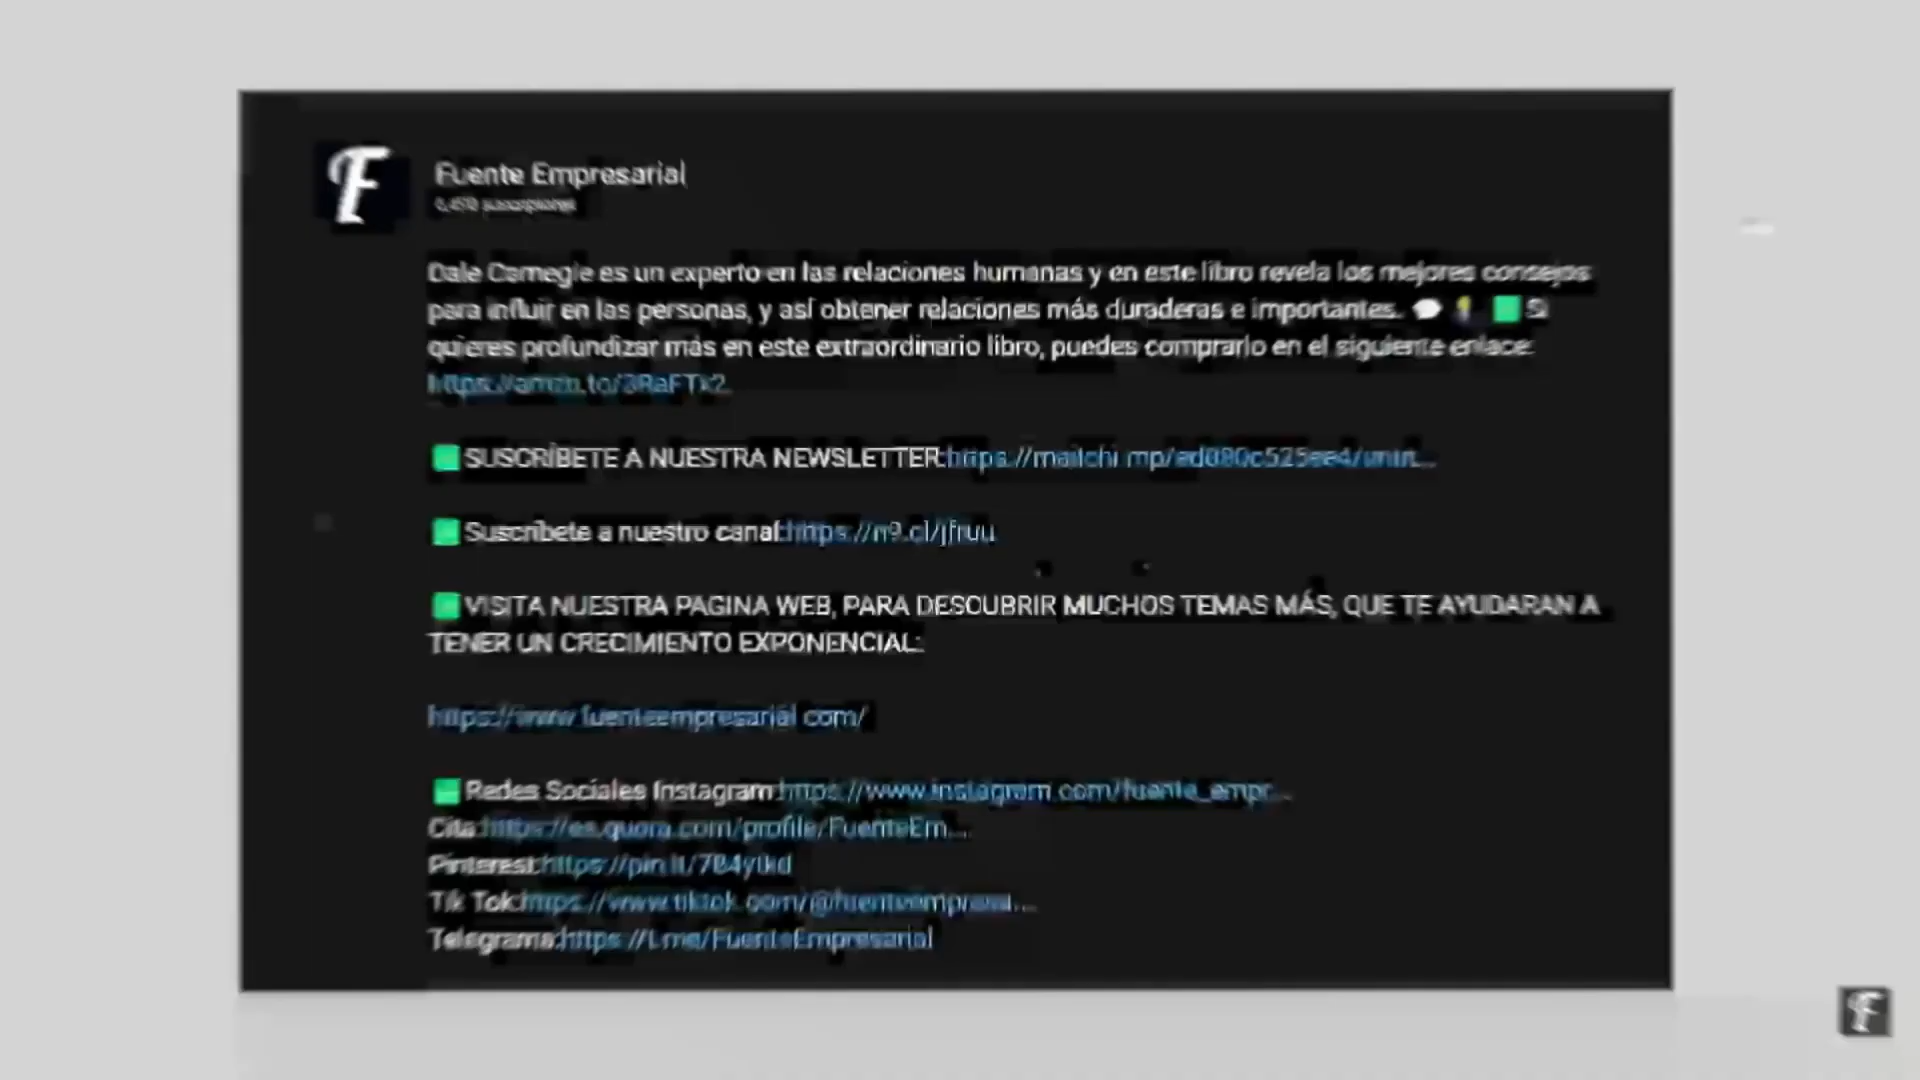 Fuente Empresarial
Dale Carnegie es un experto en las relaciones humanas y en este libro revela los mejores consejos
para influir en las personas, y así obtener relaciones más duraderas e importantes. Si
quieres profundizar más en este extraordinario libro, puedes comprarlo en el siguiente enlace:
SUSCRÍBETE A NUESTRA NEWSLETTER:
Suscríbete a nuestro canal:
VISITA NUESTRA PAGINA WEB, PARA DESCUBRIR MUCHOS TEMAS MÁS, QUE TE AYUDARAN A
TENER UN CRECIMIENTO EXPONENCIAL:
https://www.fuenteempresarial.com/
Redes Sociales Instagram:https://www.instagram.com/fuente_empr...
Cita:https://es.quora.com/profile/FuenteEm...
Pinterest:
Tik Tok:https://www.tiktok.com/@fuenteempresa...
Telegrama:https://t.me/FuenteEmpresarial